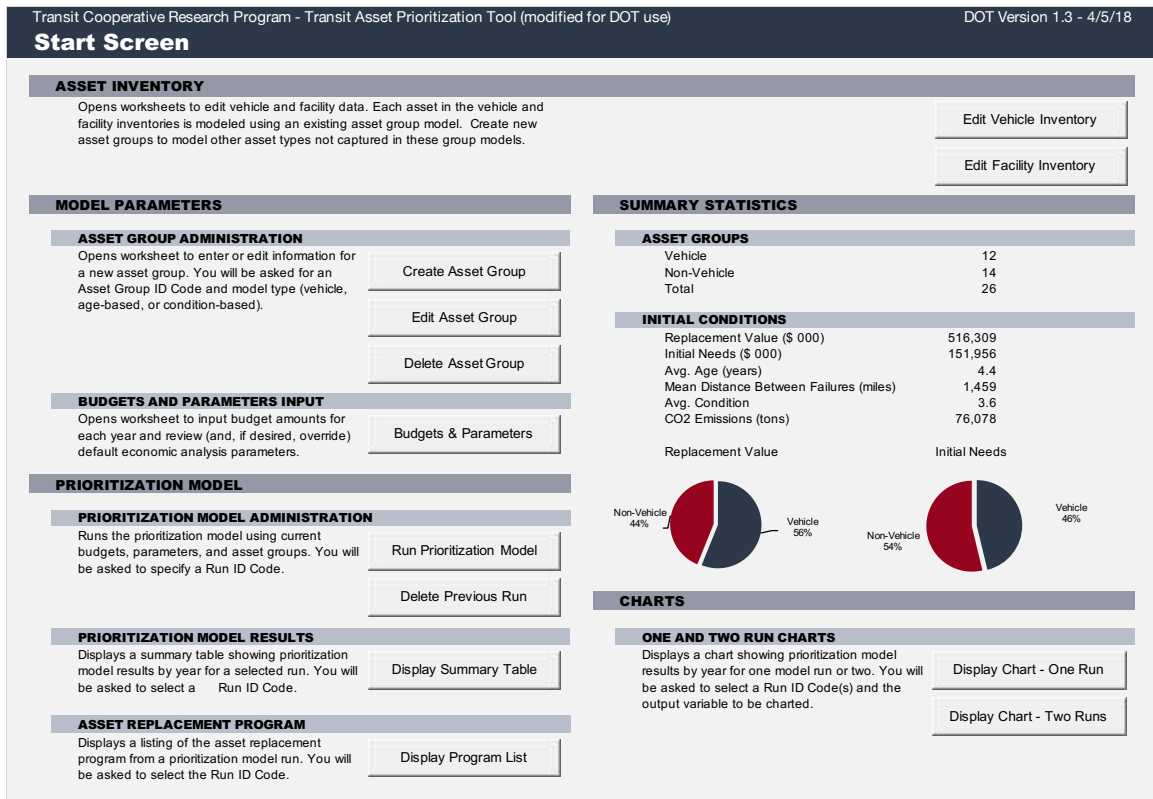 Transit Cooperative Research Program - Transit Asset Prioritization Tool (modified for DOT use)
DOT Version 1.3 - 4/5/18
Start Screen
ASSET INVENTORY
Opens worksheets to edit vehicle and facility data. Each asset in the vehicle and
facility inventories is modeled using an existing asset group model. Create new
asset groups to model other asset types not captured in these group models.
Edit Vehicle Inventory
Edit Facility Inventory
MODEL PARAMETERS
ASSET GROUP ADMINISTRATION
Opens worksheet to enter or edit information for
a new asset group. You will be asked for an
Asset Group ID Code and model type (vehicle,
age-based, or condition-based).
Create Asset Group
Edit Asset Group
Delete Asset Group
BUDGETS AND PARAMETERS INPUT
Opens worksheet to input budget amounts for
each year and review (and, if desired, override)
default economic analysis parameters.
Budgets & Parameters
PRIORITIZATION MODEL
PRIORITIZATION MODEL ADMINISTRATION
Runs the prioritization model using current
budgets, parameters, and asset groups. You will
be asked to specify a Run ID Code.
Run Prioritization Model
Delete Previous Run
PRIORITIZATION MODEL RESULTS
Displays a summary table showing prioritization
model results by year for a selected run. You will
be asked to select a Run ID Code.
Display Summary Table
ASSET REPLACEMENT PROGRAM
Displays a listing of the asset replacement
program from a prioritization model run. You will
be asked to select the Run ID Code.
Display Program List
SUMMARY STATISTICS
ASSET GROUPS
Vehicle 12
Non-Vehicle 14
Total 26
INITIAL CONDITIONS
Replacement Value ($ 000) 516,309
Initial Needs ($ 000) 151,956
Avg. Age (years) 4.4
Mean Distance Between Failures (miles) 1,459
Avg. Condition 3.6
CO2 Emissions (tons) 76,078
Replacement Value
Non-Vehicle
44%
Vehicle
56%
Initial Needs
Non-Vehicle
54%
Vehicle
46%
CHARTS
ONE AND TWO RUN CHARTS
Displays a chart showing prioritization model
results by year for one model run or two. You will
be asked to select a Run ID Code(s) and the
output variable to be charted.
Display Chart - One Run
Display Chart - Two Runs